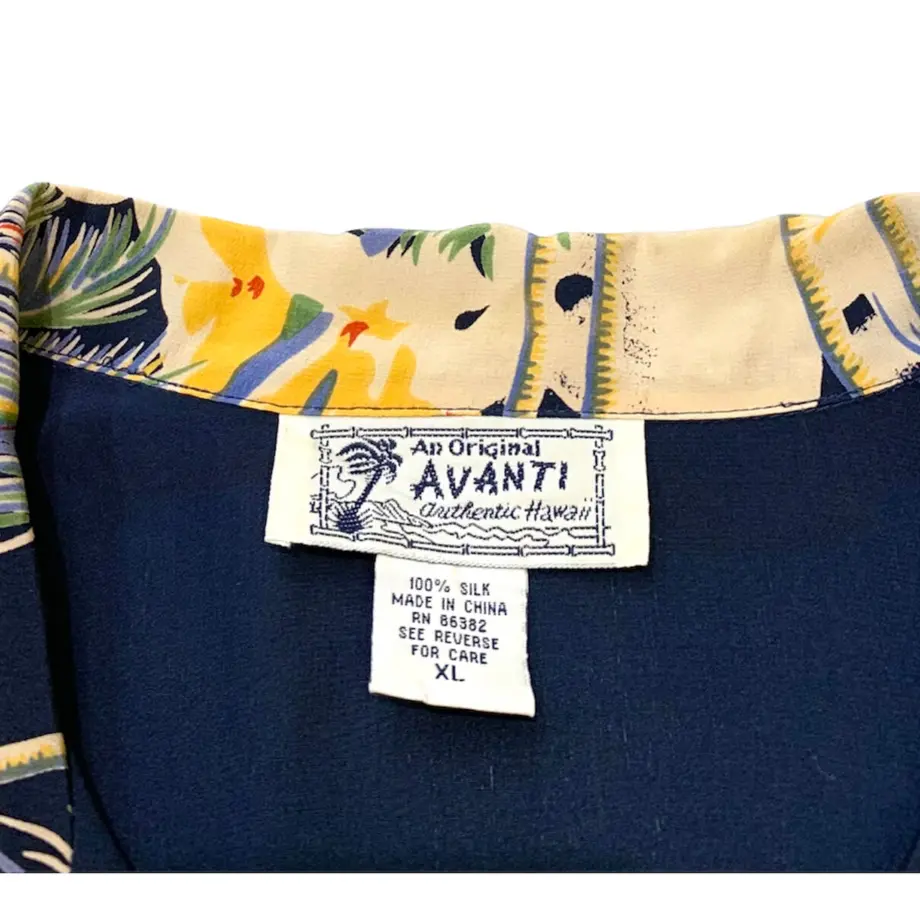 An Original
AVANTI
authentic Hawaii
100% SILK
MADE IN CHINA
RN 86382
SEE REVERSE
FOR CARE
XL